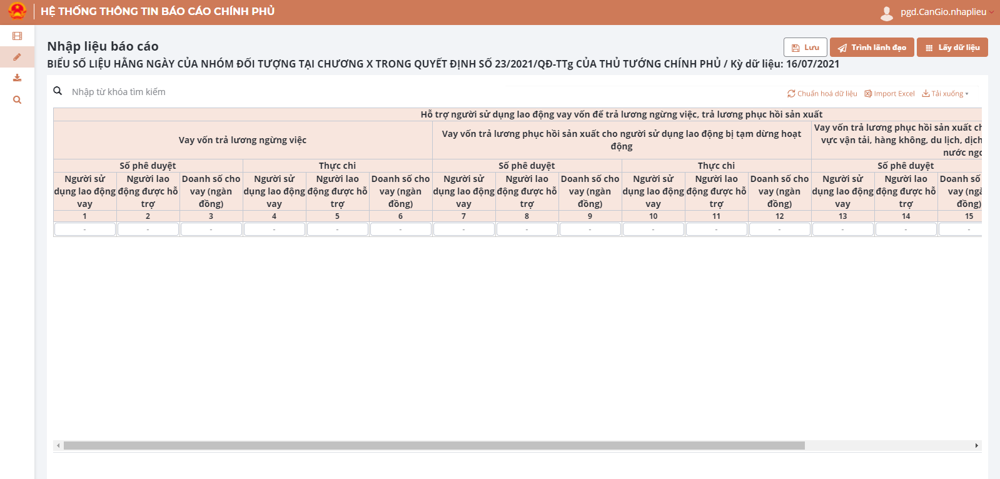 HỆ THỐNG THÔNG TIN BÁO CÁO CHÍNH PHỦ
pgd.CanGio.nhaplieu
Nhập liệu báo cáo
Lưu
Trình lãnh đạo
Lấy dữ liệu
BIỂU SỐ LIỆU HẰNG NGÀY CỦA NHÓM ĐỐI TƯỢNG TẠI CHƯƠNG X TRONG QUYẾT ĐỊNH SỐ 23/2021/QĐ-TTg CỦA THỦ TƯỚNG CHÍNH PHỦ / Kỳ dữ liệu: 16/07/2021
Nhập từ khóa tìm kiếm
Chuẩn hoá dữ liệu
Import Excel
Tải xuống
Hỗ trợ người sử dụng lao động vay vốn để trả lương ngừng việc, trả lương phục hồi sản xuất
Vay vốn trả lương ngừng việc
Vay vốn trả lương phục hồi sản xuất cho người sử dụng lao động bị tạm dừng hoạt
động
Vay vốn trả lương phục hồi sản xuất
vực vận tải, hàng không, du lịch, dịch
nước
Số phê duyệt
Thực chi
Số phê duyệt
Thực chi
Số phê duyệt
Người sử
dụng lao động
vay
Người lao
động được hỗ
trợ
Doanh số cho
vay (ngàn
đồng)
Người sử
dụng lao động
vay
Người lao
động được hỗ
trợ
Doanh số cho
vay (ngàn
đồng)
Người sử
dụng lao động
vay
Người lao
động được hỗ
trợ
Doanh số cho
vay (ngàn
đồng)
Người sử
dụng lao động
vay
Người lao
động được hỗ
trợ
Doanh số cho
vay (ngàn
đồng)
Người sử
dụng lao động
vay
Người lao
động được hỗ
trợ
Doanh số
vay
đồng)
1 2 3 4 5 6 7 8 9 10 11 12 13 14 15
- - - - - - - - - - - - - - -